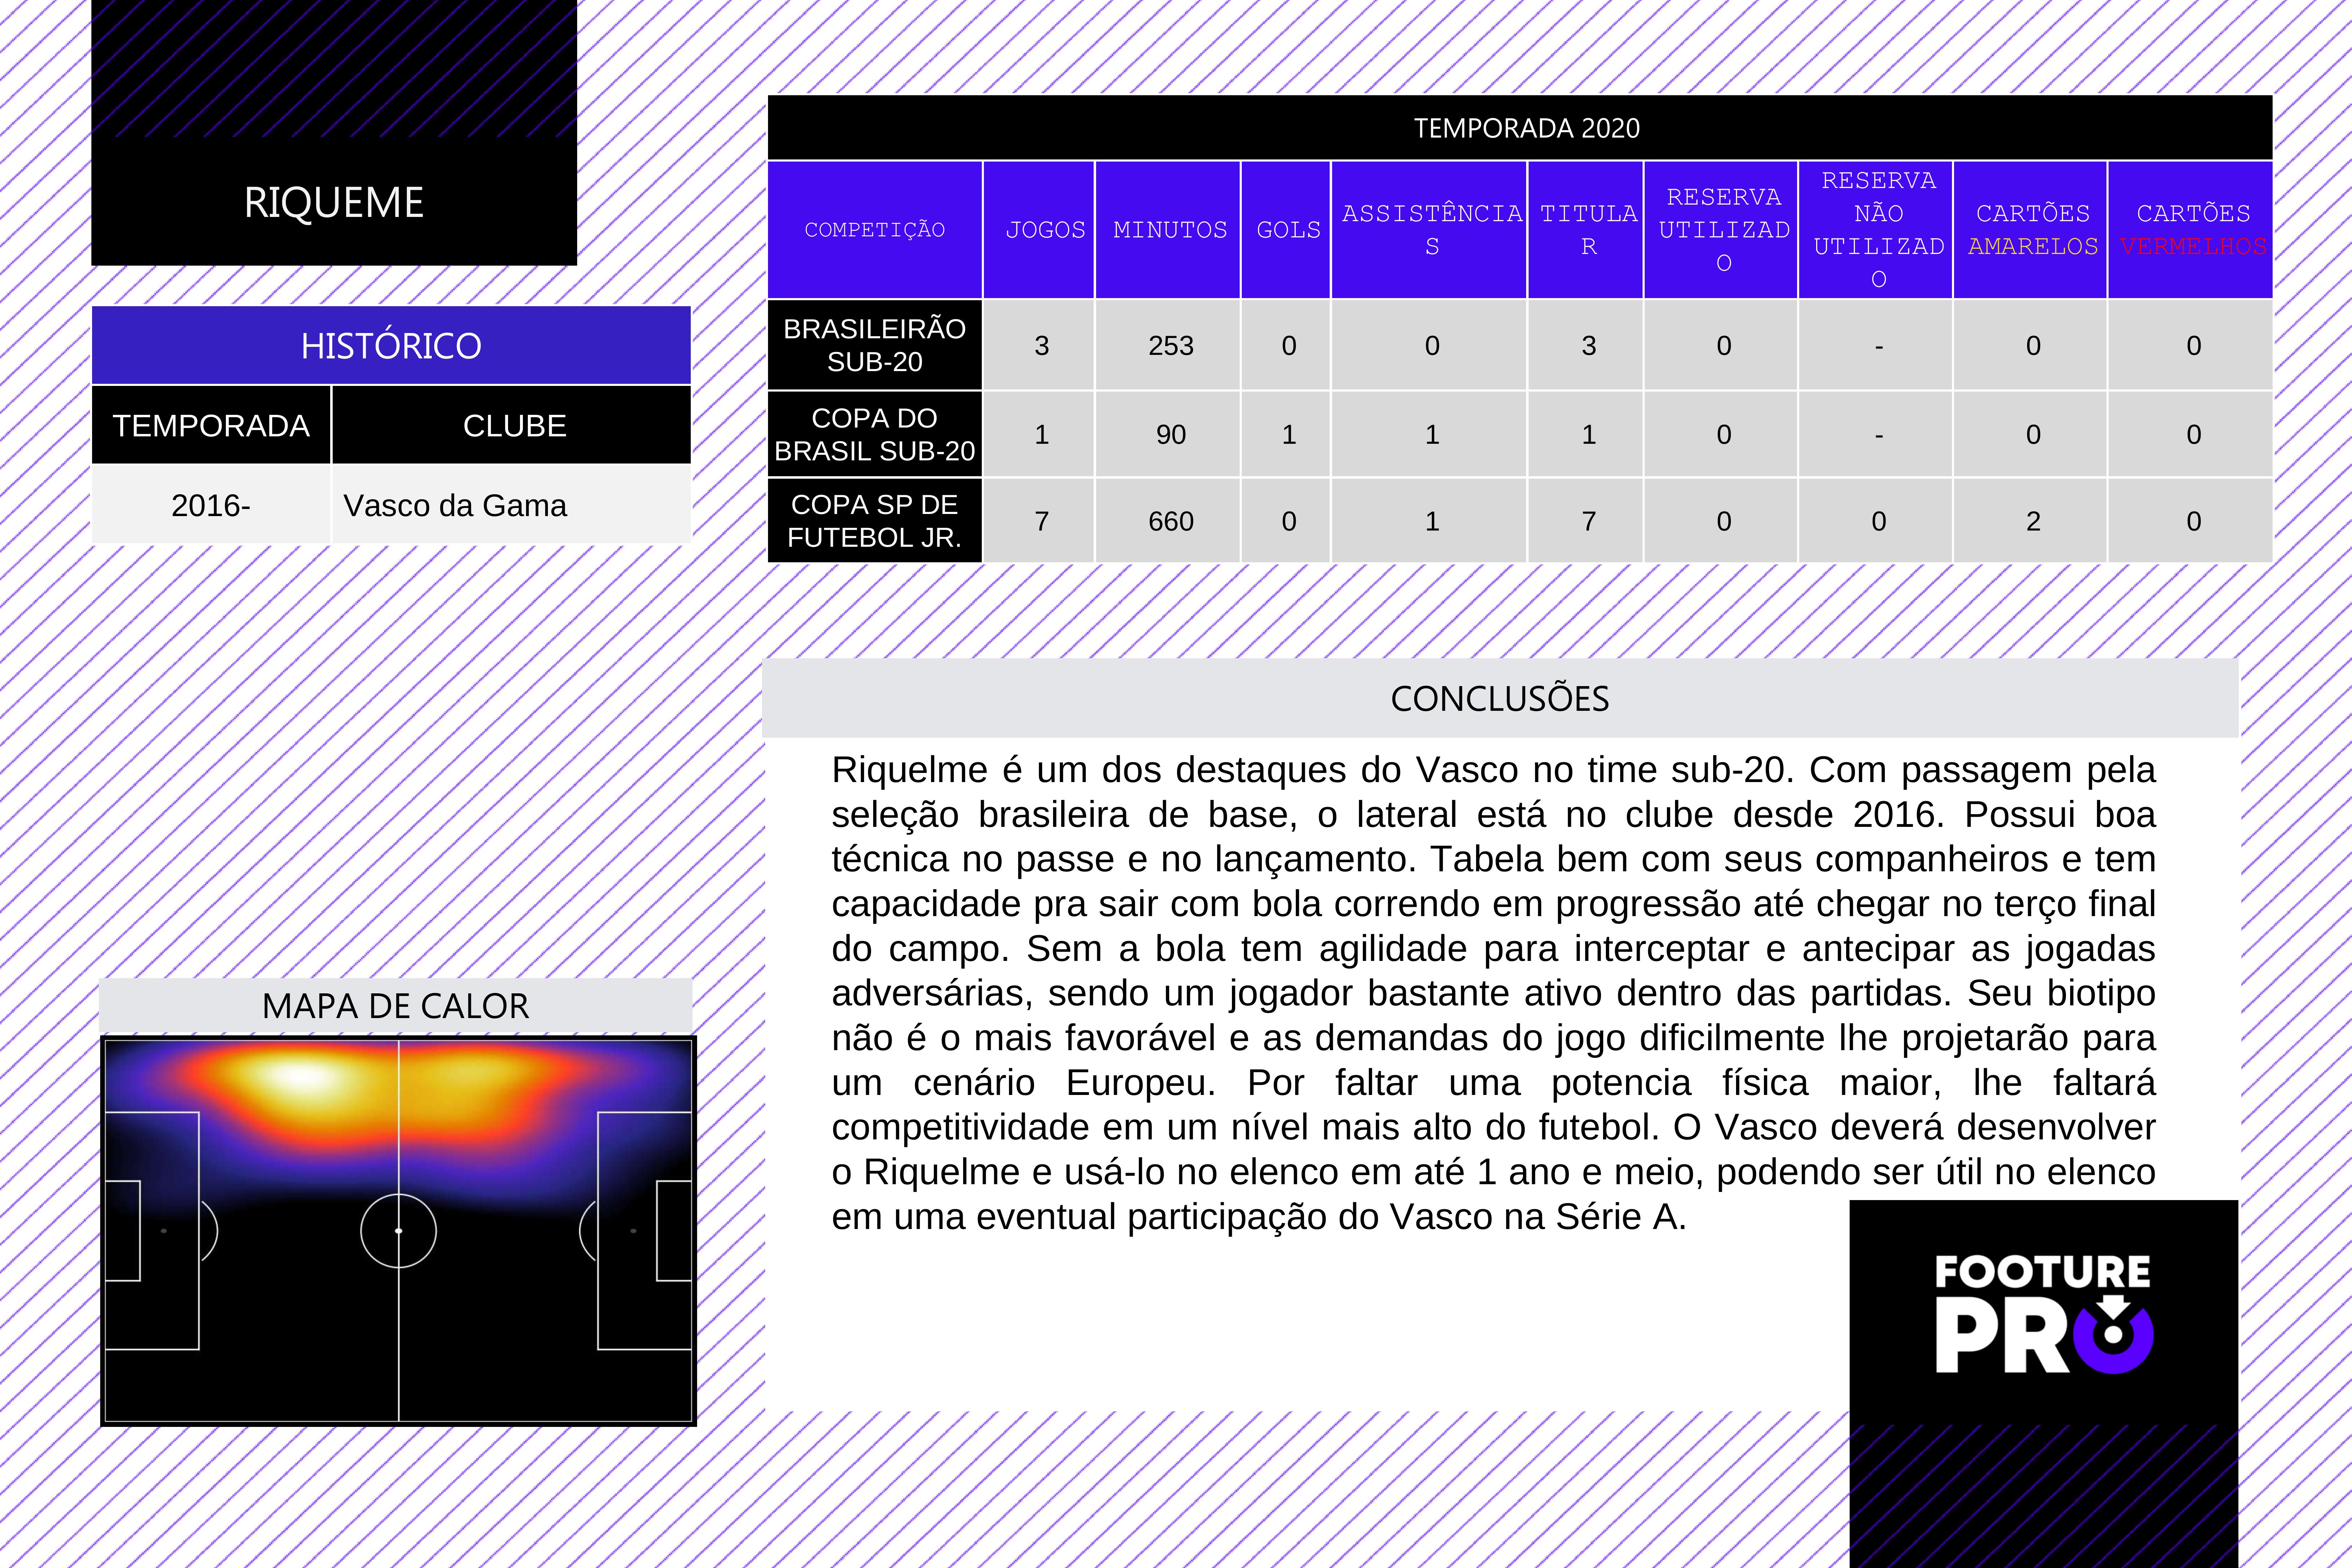 RIQUEME
HISTÓRICO
TEMPORADA CLUBE
2016- Vasco da Gama
TEMPORADA 2020
COMPETIÇÃO JOGOS MINUTOS GOLS ASSISTÊNCIA
S TITULA
R RESERVA
UTILIZAD
O RESERVA
NÃO
UTILIZAD
O CARTÕES
AMARELOS CARTÕES
VERMELHOS
BRASILEIRÃO
SUB-20 3 253 0 0 3 0 - 0 0
COPA DO
BRASIL SUB-20 1 90 1 1 1 0 - 0 0
COPA SP DE
FUTEBOL JR. 7 660 0 1 7 0 0 2 0
CONCLUSÕES
Riquelme é um dos destaques do Vasco no time sub-20. Com passagem pela
seleção brasileira de base, o lateral está no clube desde 2016. Possui boa
técnica no passe e no lançamento. Tabela bem com seus companheiros e tem
capacidade pra sair com bola correndo em progressão até chegar no terço final
do campo. Sem a bola tem agilidade para interceptar e antecipar as jogadas
adversárias, sendo um jogador bastante ativo dentro das partidas. Seu biotipo
não é o mais favorável e as demandas do jogo dificilmente lhe projetarão para
um cenário Europeu. Por faltar uma potencia física maior, lhe faltará
competitividade em um nível mais alto do futebol. O Vasco deverá desenvolver
o Riquelme e usá-lo no elenco em até 1 ano e meio, podendo ser útil no elenco
em uma eventual participação do Vasco na Série A.
MAPA DE CALOR
FOOTURE
PRO